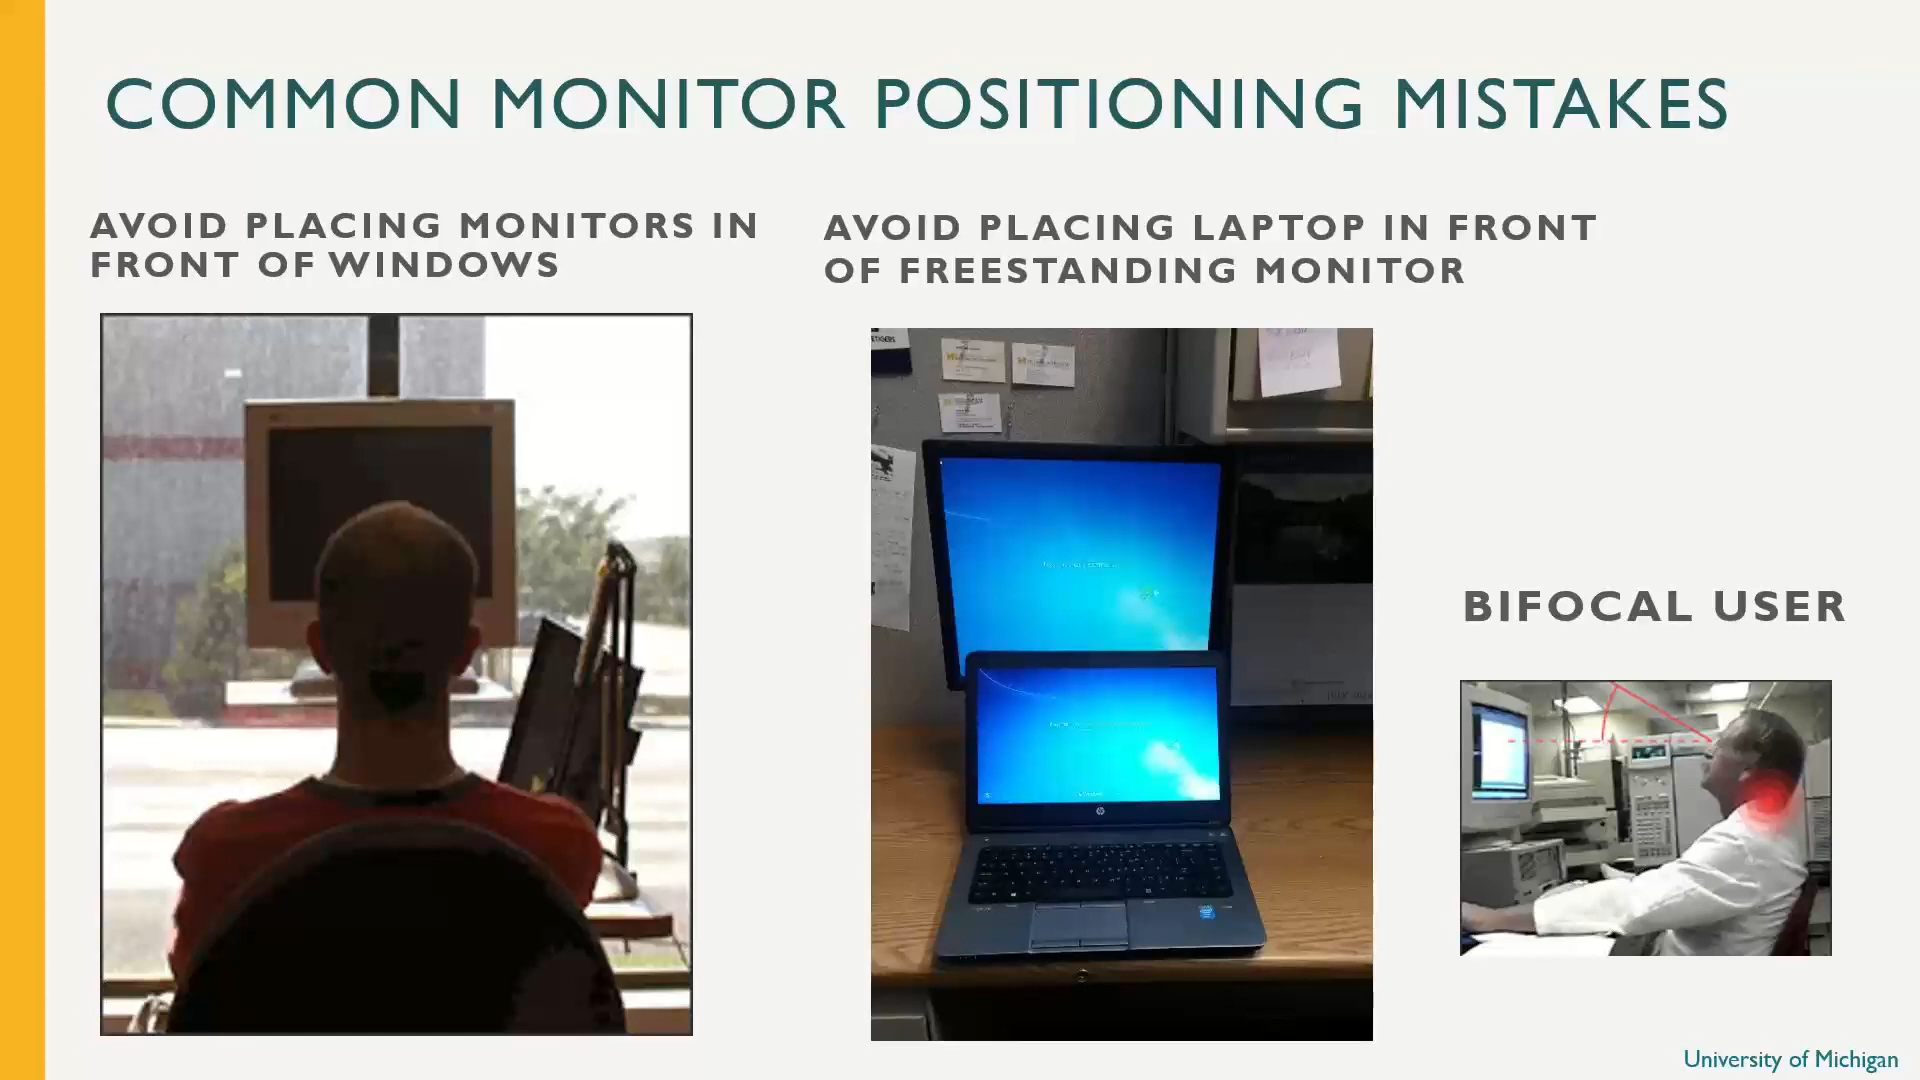 COMMON MONITOR POSITIONING MISTAKES
AVOID PLACING MONITORS IN
FRONT OF WINDOWS
AVOID PLACING LAPTOP IN FRONT
OF FREESTANDING MONITOR
BIFOCAL USER
University of Michigan